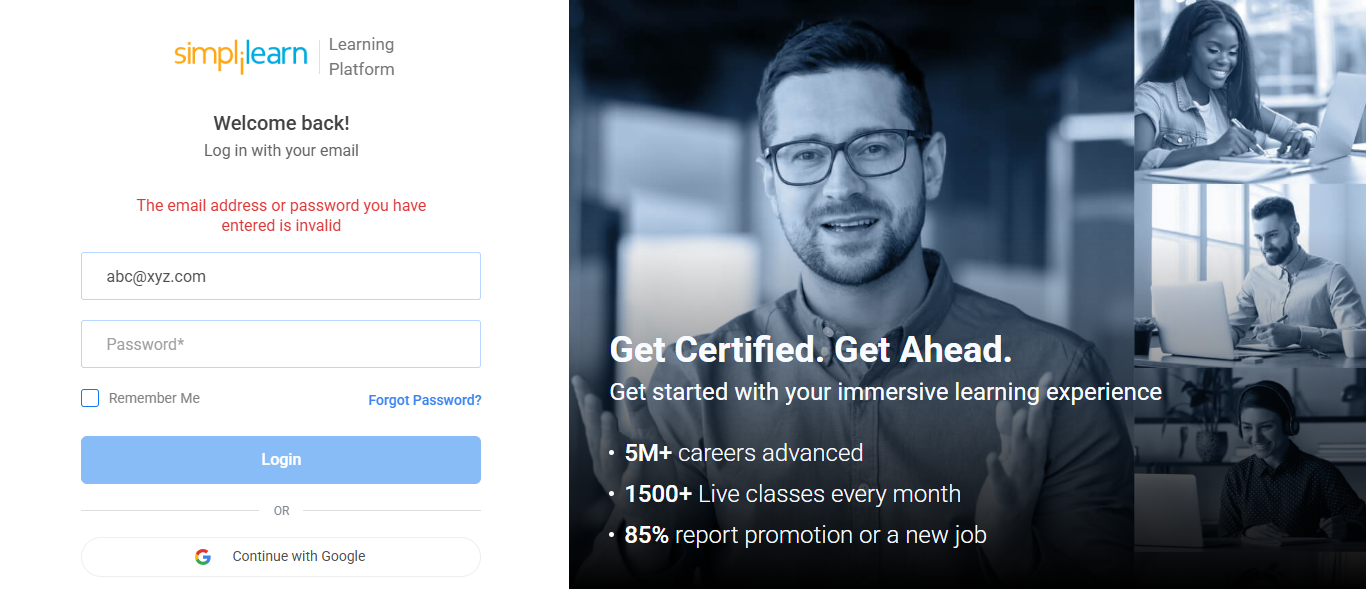 simplilearn
Learning
Platform
Welcome back!
Log in with your email
The email address or password you have
entered is invalid
abc@xyz.com
Password*
Remember Me
Forgot Password?
Login
OR
Continue with Google
Get Certified. Get Ahead.
Get started with your immersive learning experience
• 5M+ careers advanced
• 1500+ Live classes every month
• 85% report promotion or a new job